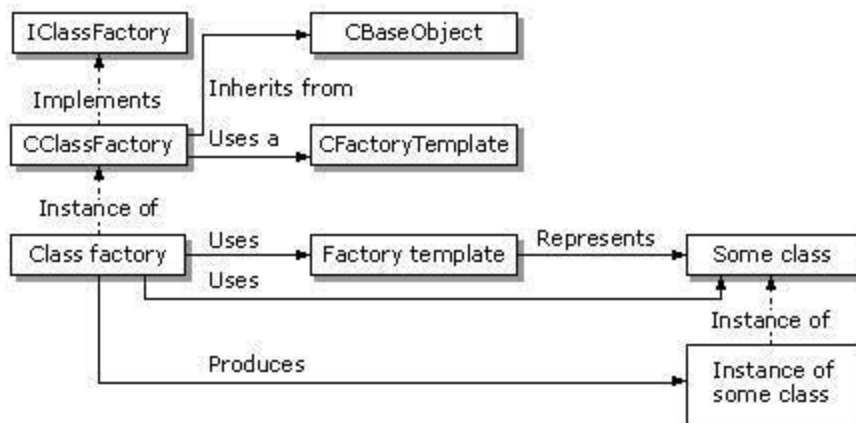 IClassFactory
CBaseObject
Implements
Inherits from
CClassFactory
Uses a
CFactoryTemplate
Instance of
Class factory
Uses
Factory template
Represents
Some class
Uses
Instance of
Produces
Instance of
some class